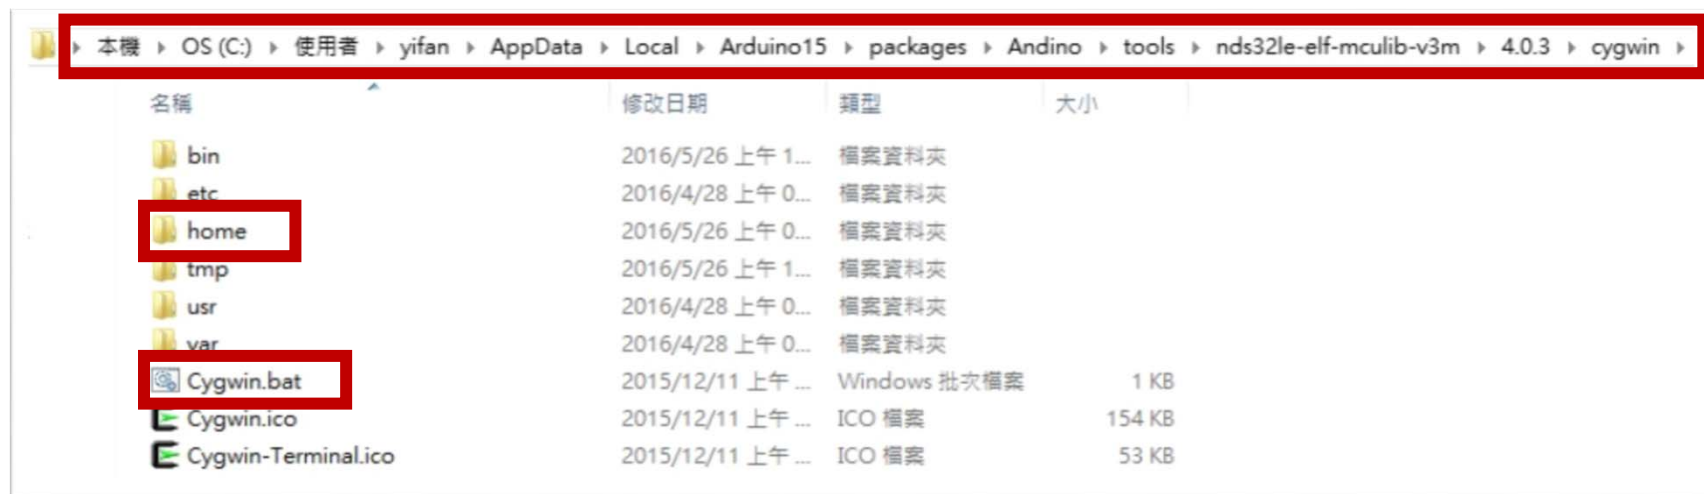 本機 OS (C:) 使用者 yifan AppData Local Arduino15 packages Andino tools nds32le-elf-mculib-v3m 4.0.3 cygwin
名稱 修改日期 類型 大小
bin 2016/5/26 上午 1... 檔案資料夾
etc 2016/4/28 上午 0... 檔案資料夾
home 2016/5/26 上午 0... 檔案資料夾
tmp 2016/5/26 上午 1... 檔案資料夾
usr 2016/4/28 上午 0... 檔案資料夾
var 2016/4/28 上午 0... 檔案資料夾
Cygwin.bat 2015/12/11 上午 ... Windows 批次檔案 1 KB
Cygwin.ico 2015/12/11 上午 ... ICO 檔案 154 KB
Cygwin-Terminal.ico 2015/12/11 上午 ... ICO 檔案 53 KB